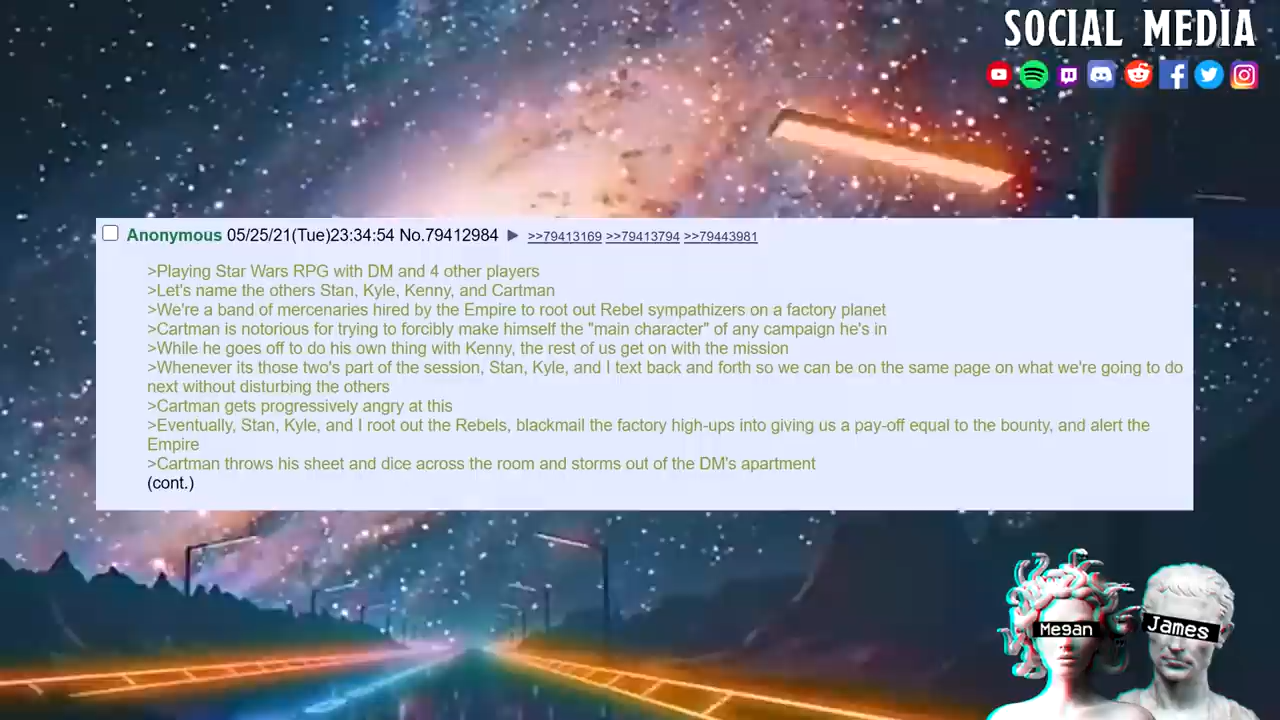 SOCIAL MEDIA
Anonymous 05/25/21(Tue)23:34:54 No.79412984 ▶ >>79413169 >>79413794 >>79443981
>Playing Star Wars RPG with DM and 4 other players
>Let's name the others Stan, Kyle, Kenny, and Cartman
>We're a band of mercenaries hired by the Empire to root out Rebel sympathizers on a factory planet
>Cartman is notorious for trying to forcibly make himself the "main character" of any campaign he's in
>While he goes off to do his own thing with Kenny, the rest of us get on with the mission
>Whenever its those two's part of the session, Stan, Kyle, and I text back and forth so we can be on the same page on what we're going to do
next without disturbing the others
>Cartman gets progressively angry at this
>Eventually, Stan, Kyle, and I root out the Rebels, blackmail the factory high-ups into giving us a pay-off equal to the bounty, and alert the
Empire
>Cartman throws his sheet and dice across the room and storms out of the DM's apartment
(cont.)
Megan
James